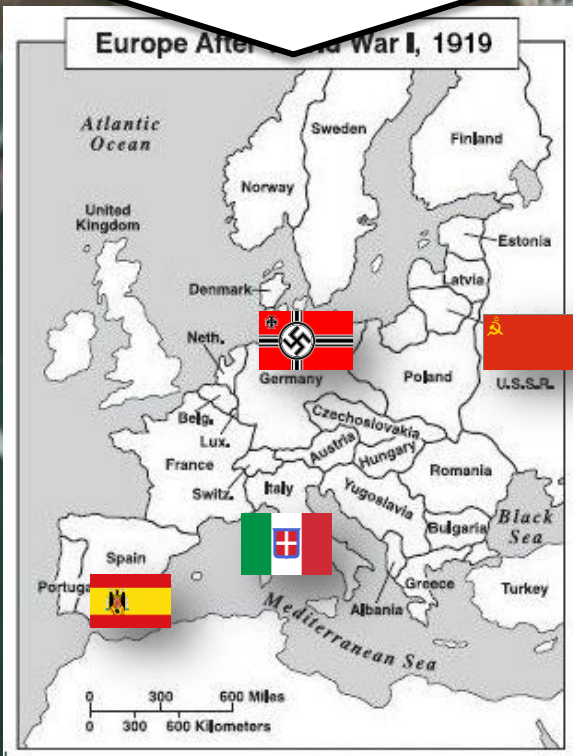 Europe After War I, 1919
Atlantic
Ocean
Sweden
Finland
Norway
United
Kingdom
Estonia
Latvia
Denmark
Neth.
Germany
Poland
U.S.S.R.
Belg.
Lux.
Czechoslovakia
France
Austria
Hungary
Romania
Switz.
Italy
Yugoslavia
Black
Sea
Bulgaria
Spain
Portuga
Greece
Turkey
Albania
Mediterranean Sea
0 300 600 Miles
0 300 600 Kilometers